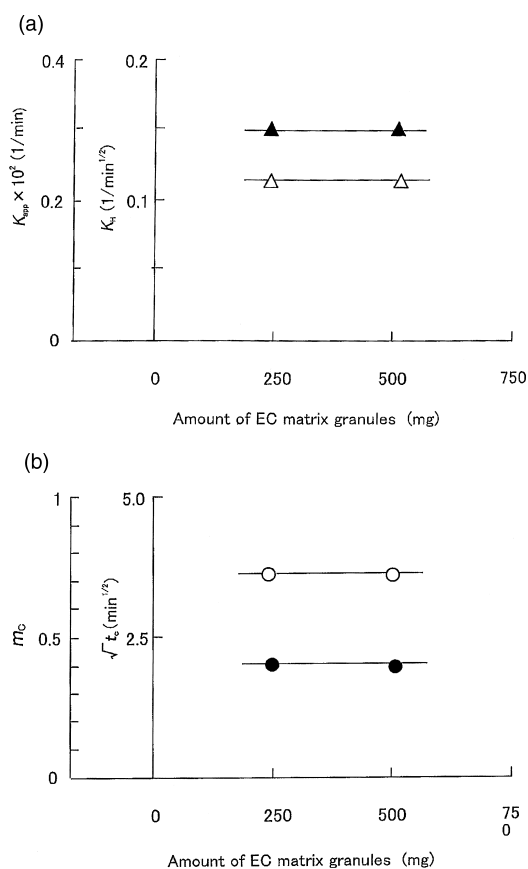 (a)
0.4
0.2
0
K_app × 10² (1/min)
0.2
0.1
K_H (1/min^1/2)
0 250 500 750
Amount of EC matrix granules (mg)
(b)
1
0.5
0
m_C
5.0
2.5
√t_c (min^1/2)
0 250 500 75
0
Amount of EC matrix granules (mg)